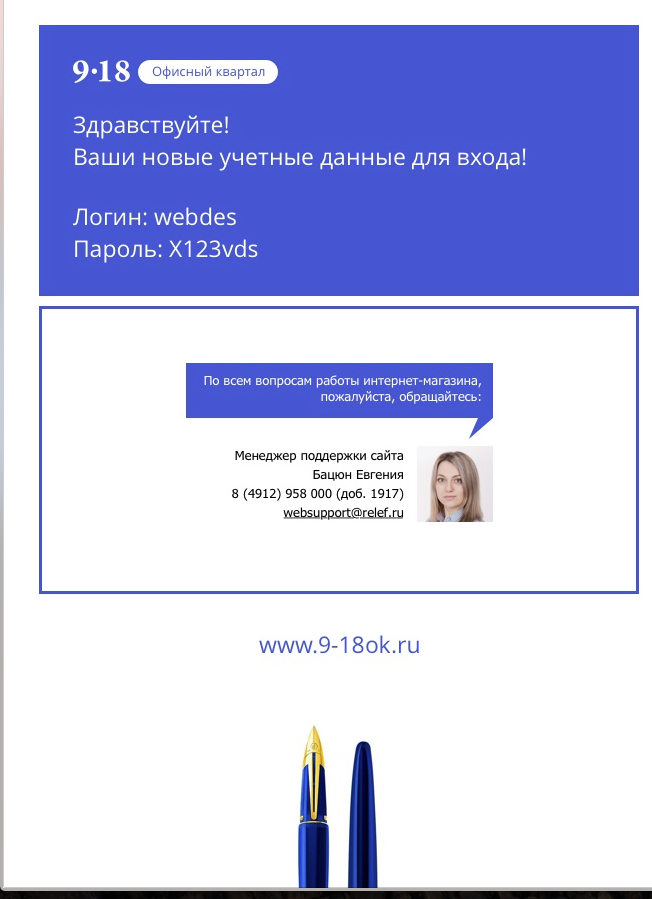 9·18 Офисный квартал
Здравствуйте!
Ваши новые учетные данные для входа!
Логин: webdes
Пароль: X123vds
По всем вопросам работы интернет-магазина,
пожалуйста, обращайтесь:
Менеджер поддержки сайта
Бацюн Евгения
8 (4912) 958 000 (доб. 1917)
websupport@relef.ru
www.9-18ok.ru